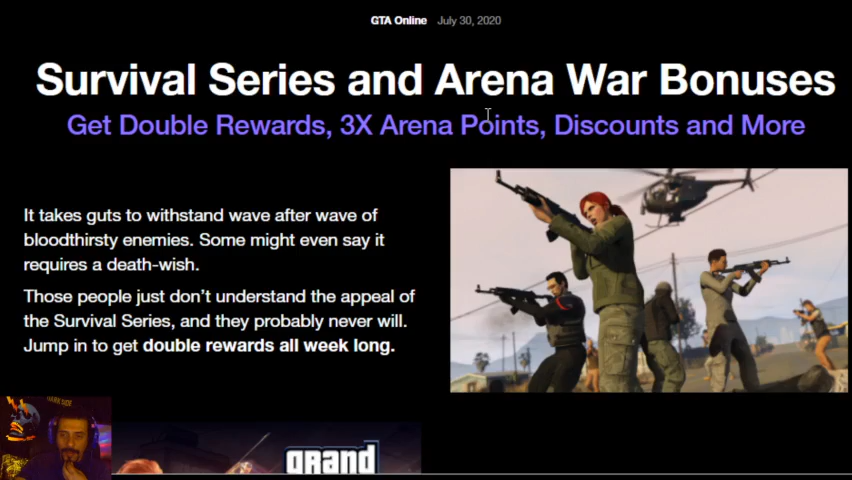 GTA Online July 30, 2020
Survival Series and Arena War Bonuses
Get Double Rewards, 3X Arena Points, Discounts and More
It takes guts to withstand wave after wave of
bloodthirsty enemies. Some might even say it
requires a death-wish.
Those people just don’t understand the appeal of
the Survival Series, and they probably never will.
Jump in to get double rewards all week long.
grand